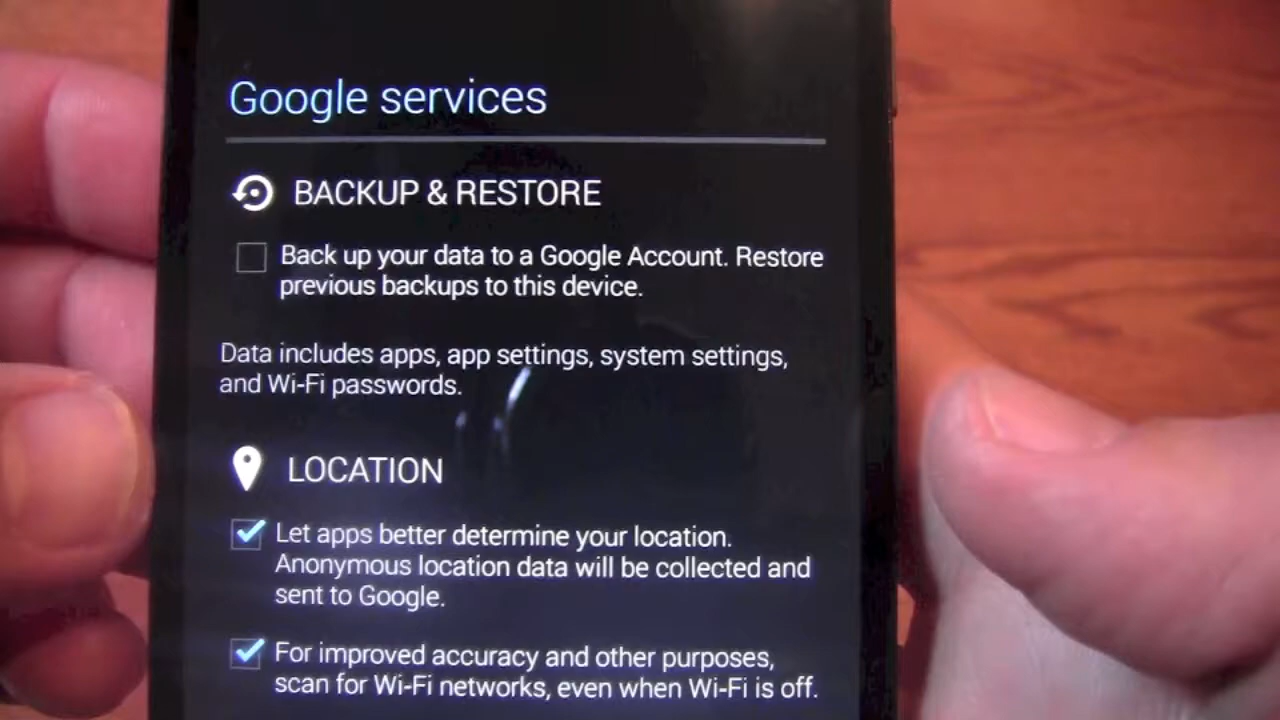 Google services
BACKUP & RESTORE
Back up your data to a Google Account. Restore
previous backups to this device.
Data includes apps, app settings, system settings,
and Wi-Fi passwords.
LOCATION
Let apps better determine your location.
Anonymous location data will be collected and
sent to Google.
For improved accuracy and other purposes,
scan for Wi-Fi networks, even when Wi-Fi is off.